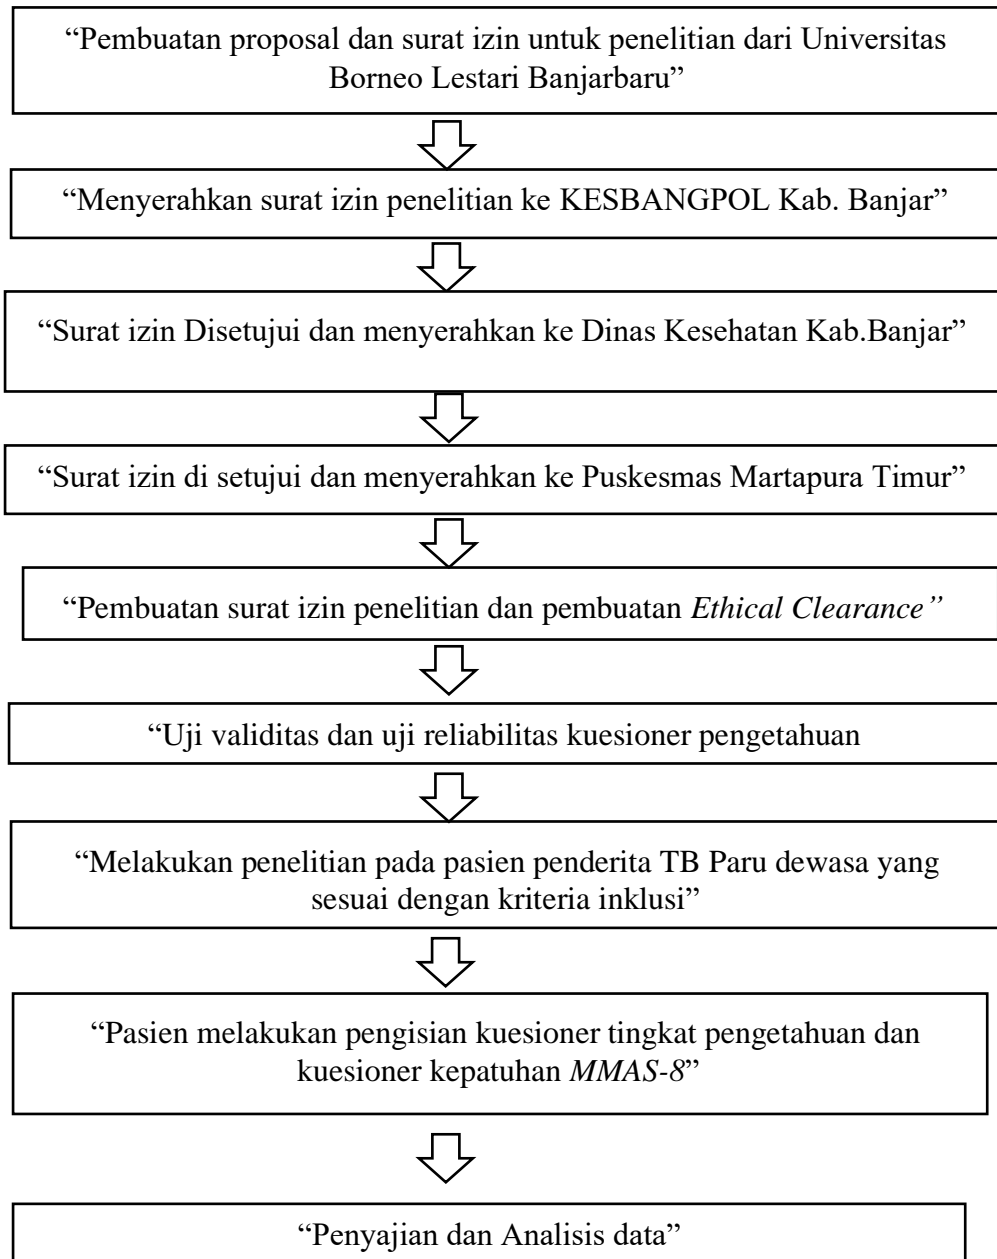 “Pembuatan proposal dan surat izin untuk penelitian dari Universitas
Borneo Lestari Banjarbaru”
“Menyerahkan surat izin penelitian ke KESBANGPOL Kab. Banjar”
“Surat izin Disetujui dan menyerahkan ke Dinas Kesehatan Kab.Banjar”
“Surat izin di setujui dan menyerahkan ke Puskesmas Martapura Timur”
“Pembuatan surat izin penelitian dan pembuatan Ethical Clearance”
“Uji validitas dan uji reliabilitas kuesioner pengetahuan
“Melakukan penelitian pada pasien penderita TB Paru dewasa yang
sesuai dengan kriteria inklusi”
“Pasien melakukan pengisian kuesioner tingkat pengetahuan dan
kuesioner kepatuhan MMAS-8”
“Penyajian dan Analisis data”